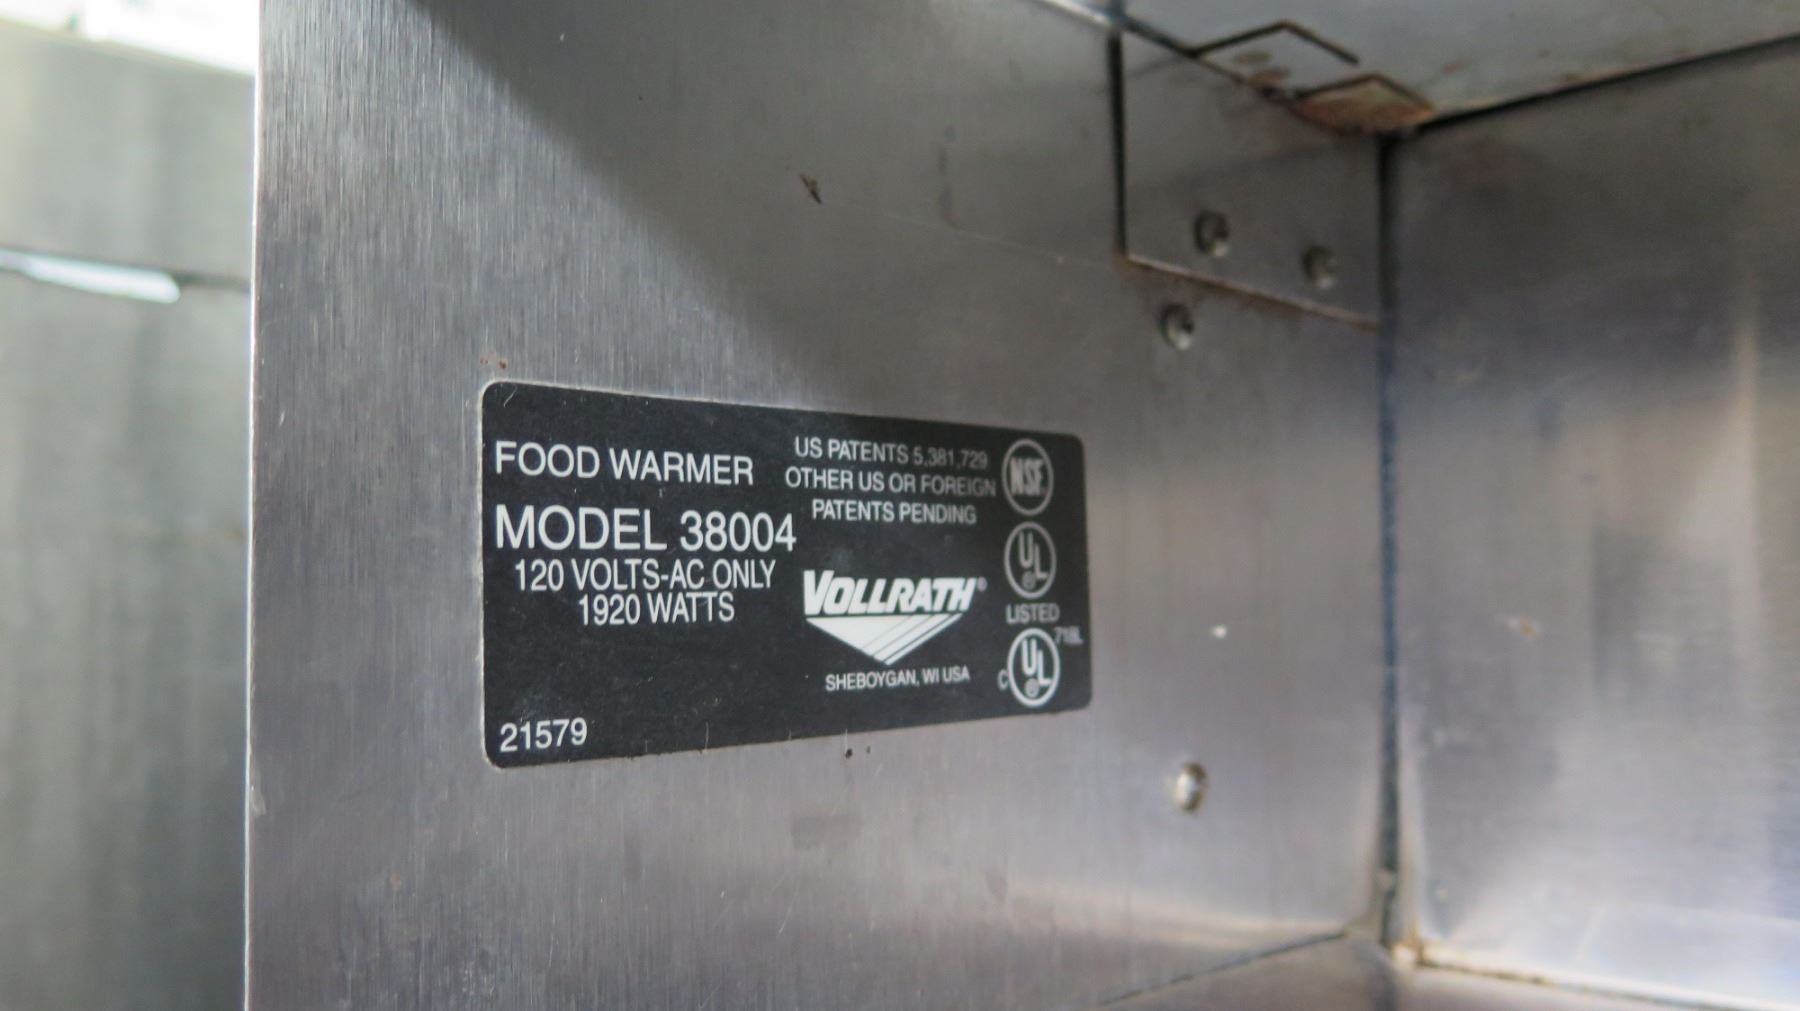 FOOD WARMER
MODEL 38004
120 VOLTS-AC ONLY
1920 WATTS
21579
US PATENTS 5,381,729
OTHER US OR FOREIGN
PATENTS PENDING
VOLLRATH®
SHEBOYGAN, WI USA
NSF
UL ®
LISTED
C UL ®